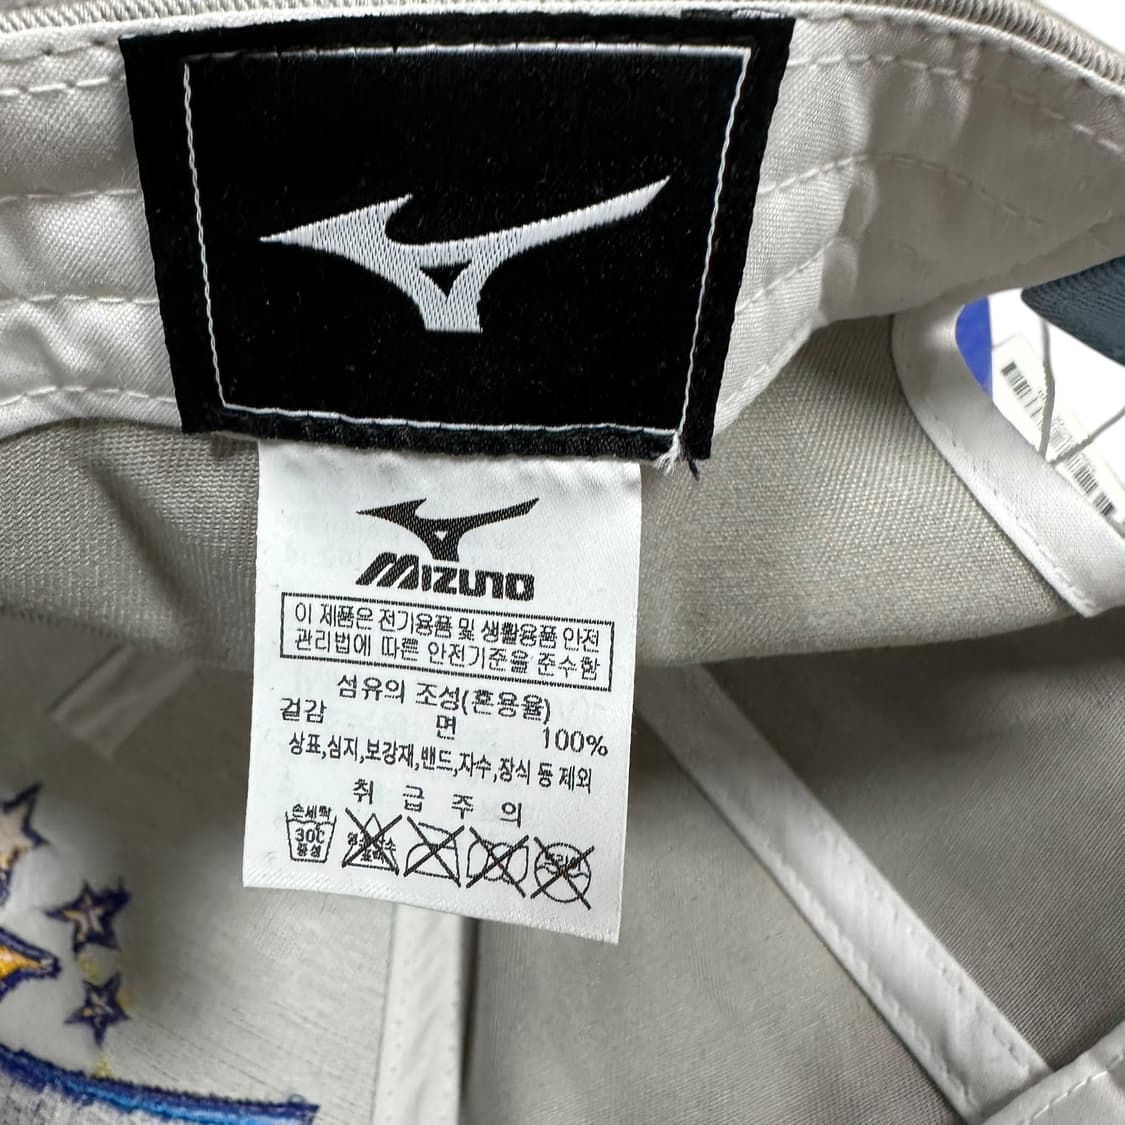 MIZUNO
이 제품은 전기용품 및 생활용품 안전
관리법에 따른 안전기준을 준수함
섬유의 조성(혼용율)
겉감 면 100%
상표,심지,보강재,밴드,자수,장식 등 제외
취 급 주 의
손세탁
30℃
중성